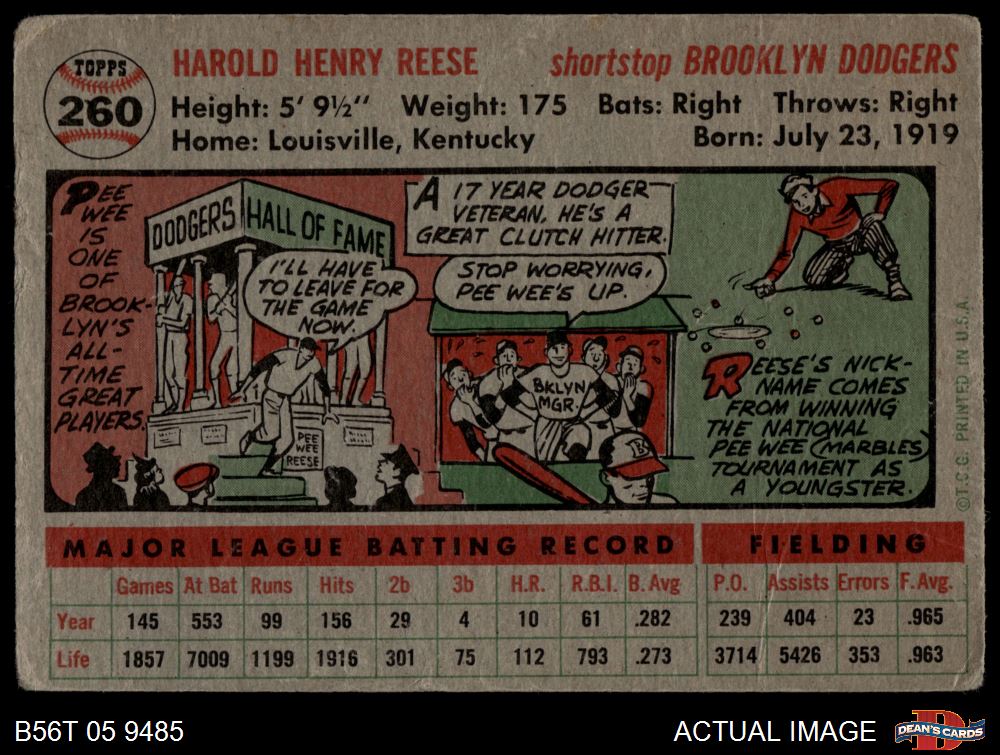 TOPPS
260
HAROLD HENRY REESE shortstop BROOKLYN DODGERS
Height: 5' 9½" Weight: 175 Bats: Right Throws: Right
Home: Louisville, Kentucky Born: July 23, 1919
PEE
WEE
IS
ONE
OF
BROOK-
LYN'S
ALL-
TIME
GREAT
PLAYERS.
DODGERS HALL OF FAME
I'LL HAVE
TO LEAVE FOR
THE GAME
NOW.
PEE
WEE
REESE
A 17 YEAR DODGER
VETERAN, HE'S A
GREAT CLUTCH HITTER.
STOP WORRYING,
PEE WEE'S UP.
BKLYN
MGR.
B
REESE'S NICK-
NAME COMES
FROM WINNING
THE NATIONAL
PEE WEE (MARBLES)
TOURNAMENT AS
A YOUNGSTER.
©T.C.G. PRINTED IN U.S.A.
MAJOR LEAGUE BATTING RECORD FIELDING
Games At Bat Runs Hits 2b 3b H.R. R.B.I. B. Avg P.O. Assists Errors F. Avg.
Year 145 553 99 156 29 4 10 61 .282 239 404 23 .965
Life 1857 7009 1199 1916 301 75 112 793 .273 3714 5426 353 .963
B56T 05 9485 ACTUAL IMAGE D DEAN'S CARDS